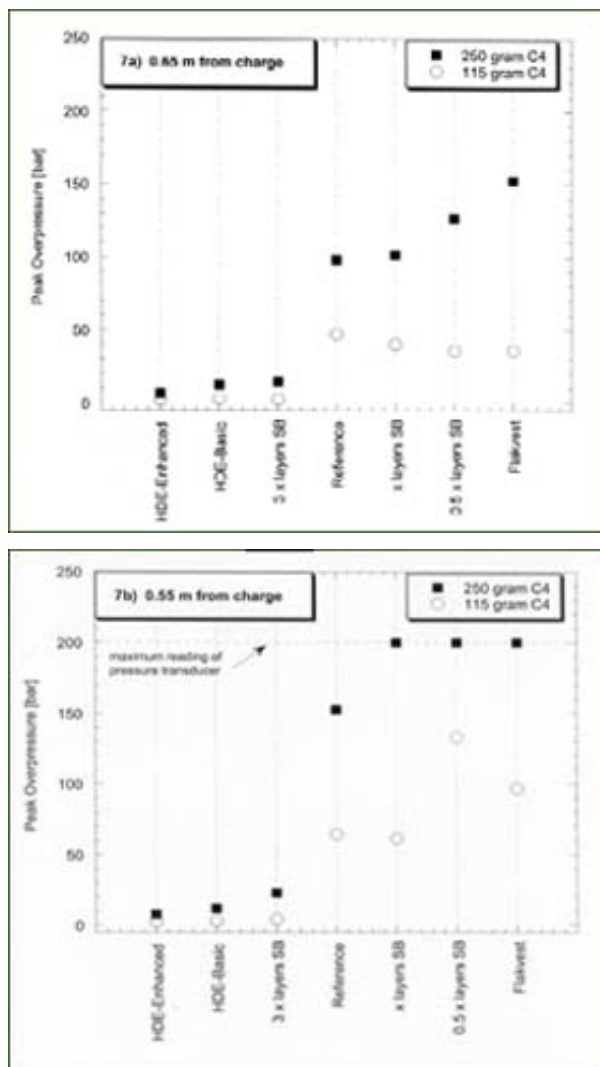 250
7a) 0.65 m from charge
250 gram C4
115 gram C4
200
150
100
50
0
Peak Overpressure [bar]
HDE-Enhanced
HDE-Basic
3 x layers SB
Reference
x layers SB
0.5 x layers SB
Flakvest
250
7b) 0.55 m from charge
250 gram C4
115 gram C4
200
maximum reading of
pressure transducer
150
100
50
0
Peak Overpressure [bar]
HDE-Enhanced
HDE-Basic
3 x layers SB
Reference
x layers SB
0.5 x layers SB
Flakvest